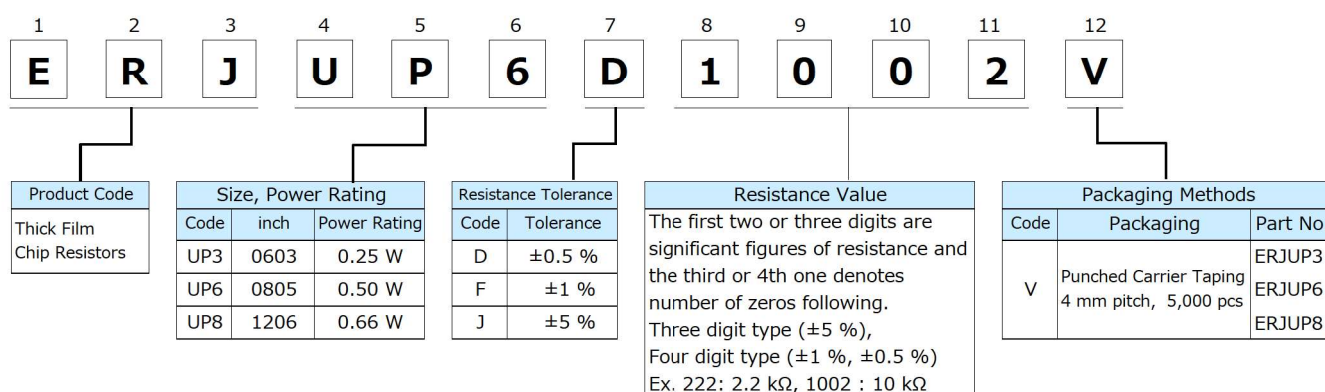 1 2 3 4 5 6 7 8 9 10 11 12
E R J U P 6 D 1 0 0 2 V
Product Code
Thick Film
Chip Resistors
Size, Power Rating
Code inch Power Rating
UP3 0603 0.25 W
UP6 0805 0.50 W
UP8 1206 0.66 W
Resistance Tolerance
Code Tolerance
D ±0.5 %
F ±1 %
J ±5 %
Resistance Value
The first two or three digits are
significant figures of resistance and
the third or 4th one denotes
number of zeros following.
Three digit type (±5 %),
Four digit type (±1 %, ±0.5 %)
Ex. 222: 2.2 kΩ, 1002 : 10 kΩ
Packaging Methods
Code Packaging Part No
V Punched Carrier Taping
4 mm pitch, 5,000 pcs
ERJUP3
ERJUP6
ERJUP8